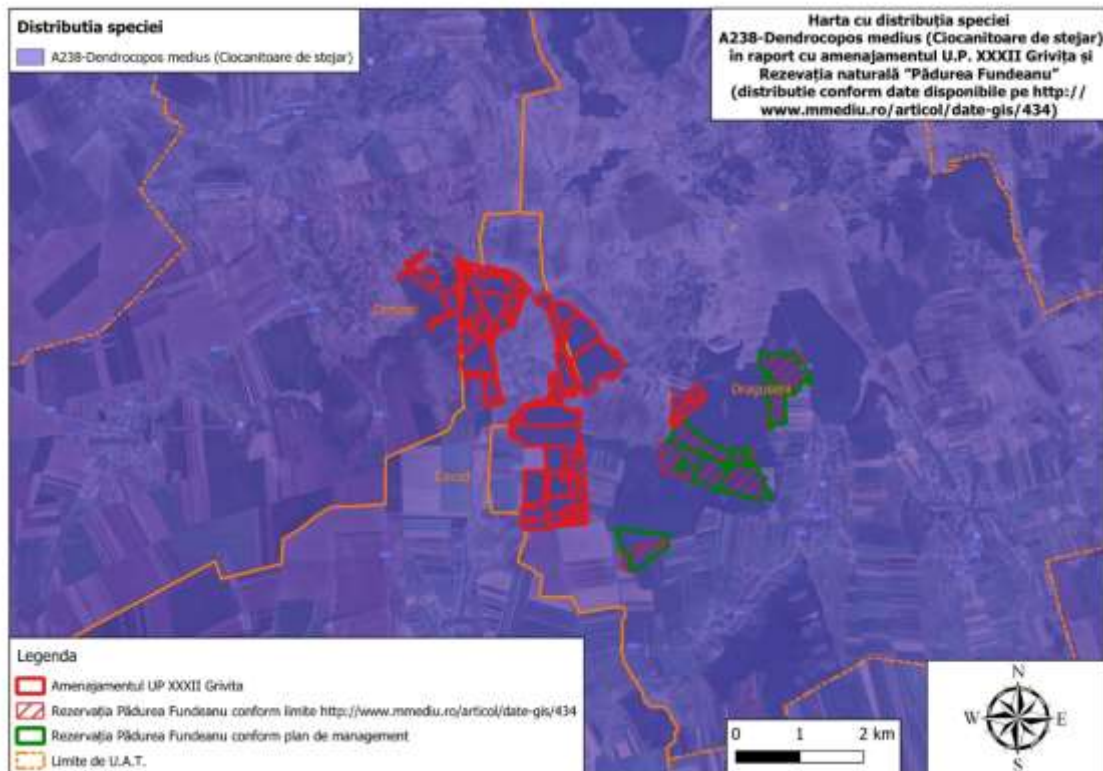 Distributia speciei
A238-Dendrocopos medius (Ciocanitoare de stejar)
Harta cu distribuția speciei
A238-Dendrocopos medius (Ciocanitoare de stejar)
în raport cu amenajamentul U.P. XXXII Grivița și
Rezevația naturală "Pădurea Fundeanu"
(distributie conform date disponibile pe http://
www.mmediu.ro/articol/date-gis/434)
Legenda
Amenajamentul UP XXXII Grivita
Rezervația Pădurea Fundeanu conform limite http://www.mmediu.ro/articol/date-gis/434
Rezervația Pădurea Fundeanu conform plan de management
Limite de U.A.T.
0 1 2 km
N
W E
S